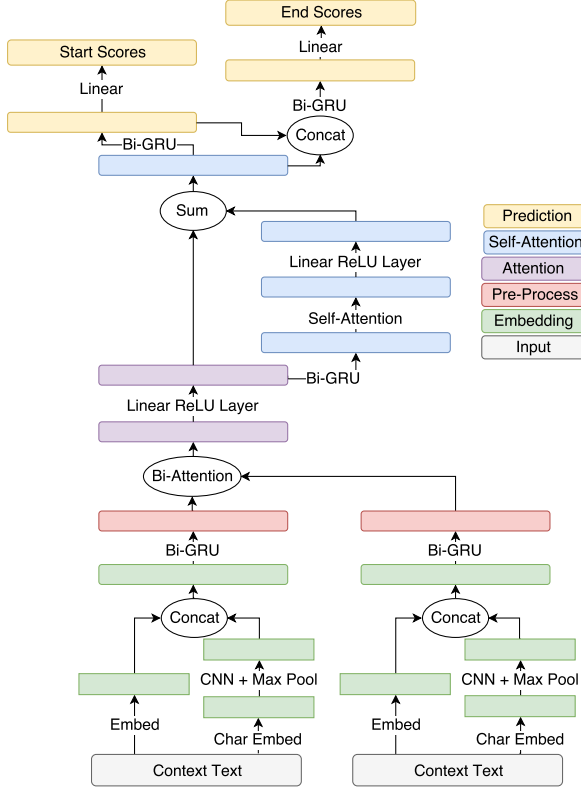 End Scores
Linear
Start Scores
Linear
Bi-GRU
Concat
Bi-GRU
Sum
Prediction
Self-Attention
Attention
Pre-Process
Embedding
Input
Linear ReLU Layer
Self-Attention
Bi-GRU
Linear ReLU Layer
Bi-Attention
Bi-GRU
Bi-GRU
Concat
Concat
CNN + Max Pool
CNN + Max Pool
Embed
Char Embed
Embed
Char Embed
Context Text
Context Text